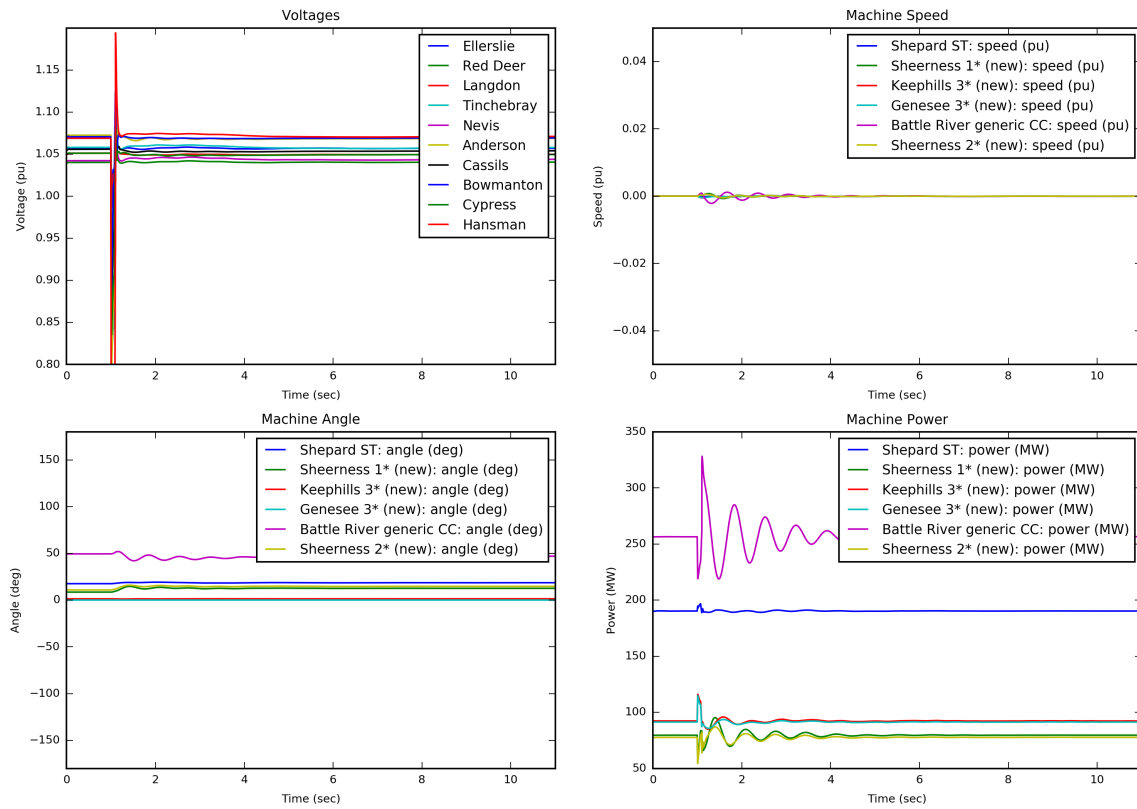 Voltages
1.15
1.10
1.05
1.00
0.95
0.90
0.85
0.80
Voltage (pu)
0 2 4 6 8 10
Time (sec)
Ellerslie
Red Deer
Langdon
Tinchebray
Nevis
Anderson
Cassils
Bowmanton
Cypress
Hansman
Machine Speed
0.04
0.02
0.00
−0.02
−0.04
Speed (pu)
0 2 4 6 8 10
Time (sec)
Shepard ST: speed (pu)
Sheerness 1* (new): speed (pu)
Keephills 3* (new): speed (pu)
Genesee 3* (new): speed (pu)
Battle River generic CC: speed (pu)
Sheerness 2* (new): speed (pu)
Machine Angle
150
100
50
0
−50
−100
−150
Angle (deg)
0 2 4 6 8 10
Time (sec)
Shepard ST: angle (deg)
Sheerness 1* (new): angle (deg)
Keephills 3* (new): angle (deg)
Genesee 3* (new): angle (deg)
Battle River generic CC: angle (deg)
Sheerness 2* (new): angle (deg)
Machine Power
350
300
250
200
150
100
50
Power (MW)
0 2 4 6 8 10
Time (sec)
Shepard ST: power (MW)
Sheerness 1* (new): power (MW)
Keephills 3* (new): power (MW)
Genesee 3* (new): power (MW)
Battle River generic CC: power (MW)
Sheerness 2* (new): power (MW)